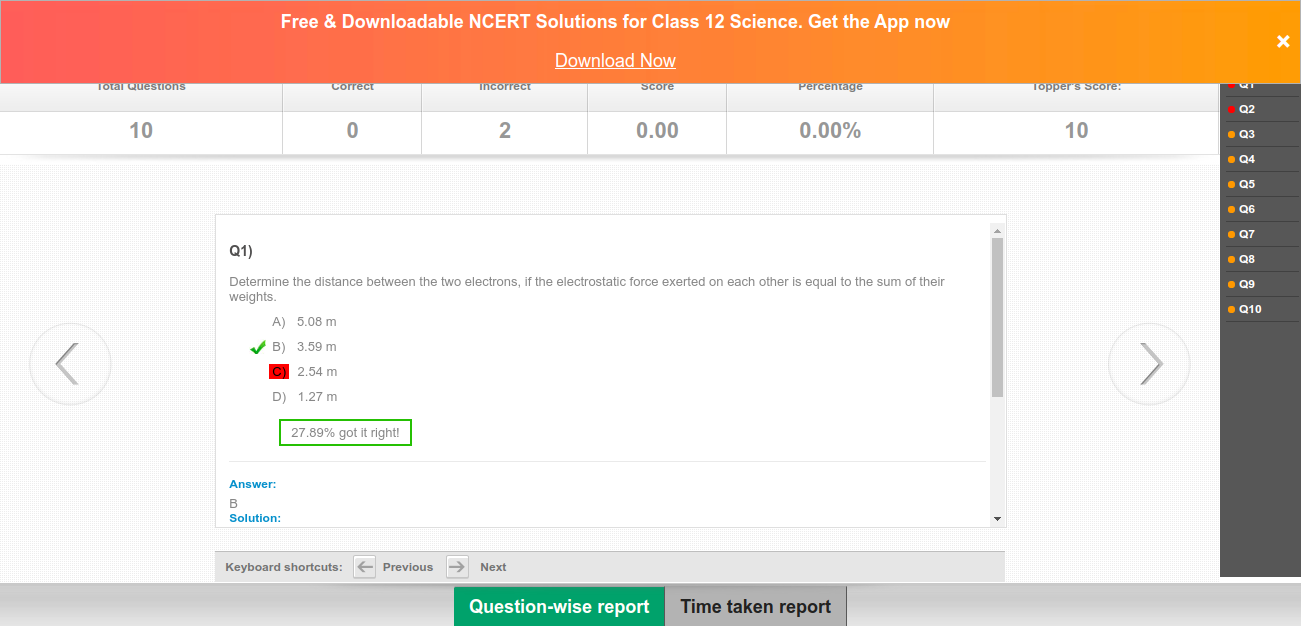 Free & Downloadable NCERT Solutions for Class 12 Science. Get the App now
Download Now
Total Questions Correct Incorrect Score Percentage Topper's Score:
10 0 2 0.00 0.00% 10
Q1
Q2
Q3
Q4
Q5
Q6
Q7
Q8
Q9
Q10
Q1)
Determine the distance between the two electrons, if the electrostatic force exerted on each other is equal to the sum of their
weights.
A) 5.08 m
B) 3.59 m
C) 2.54 m
D) 1.27 m
27.89% got it right!
Answer:
B
Solution:
Keyboard shortcuts: Previous Next
Question-wise report Time taken report